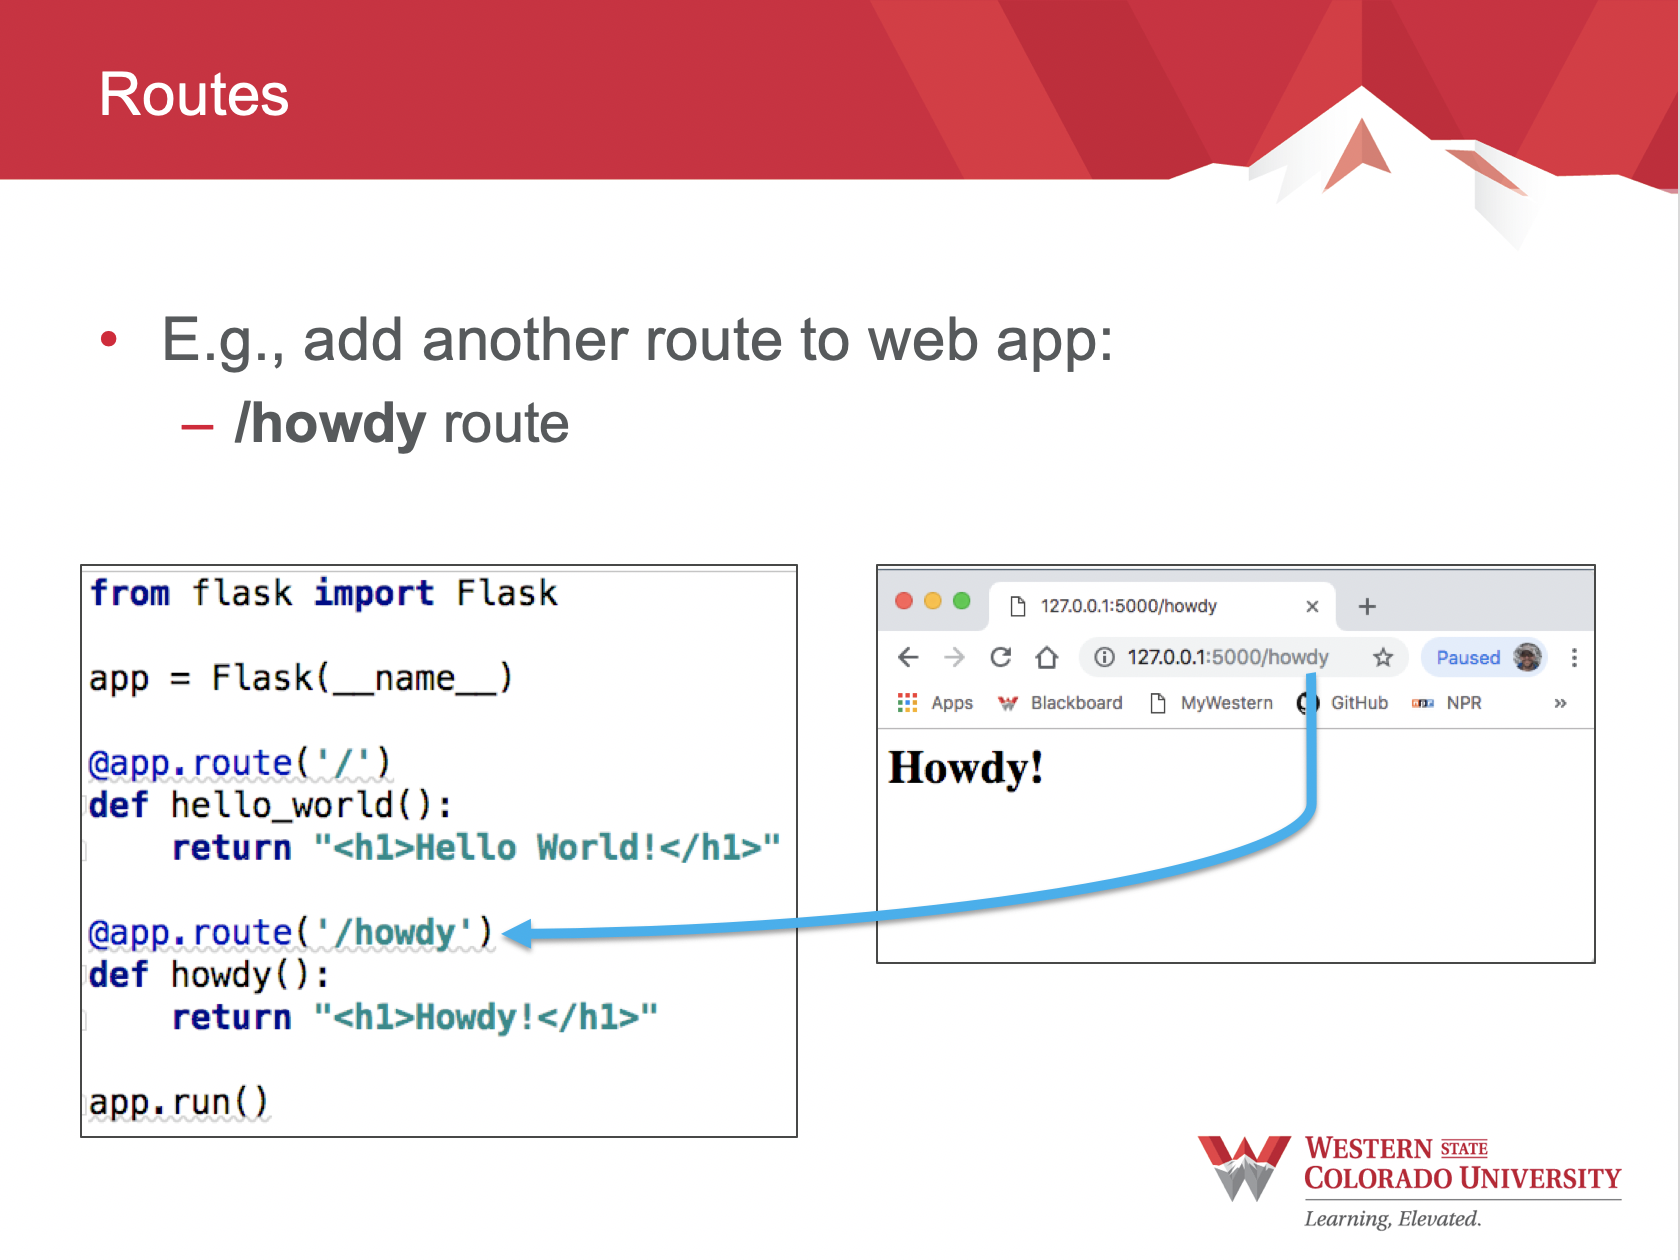 Routes
• E.g., add another route to web app:
– /howdy route
from flask import Flask
app = Flask(__name__)
@app.route('/')
def hello_world():
    return "<h1>Hello World!</h1>"
@app.route('/howdy')
def howdy():
    return "<h1>Howdy!</h1>"
app.run()
127.0.0.1:5000/howdy
127.0.0.1:5000/howdy Paused
Apps Blackboard MyWestern GitHub NPR »
Howdy!
WESTERN STATE
COLORADO UNIVERSITY
Learning, Elevated.